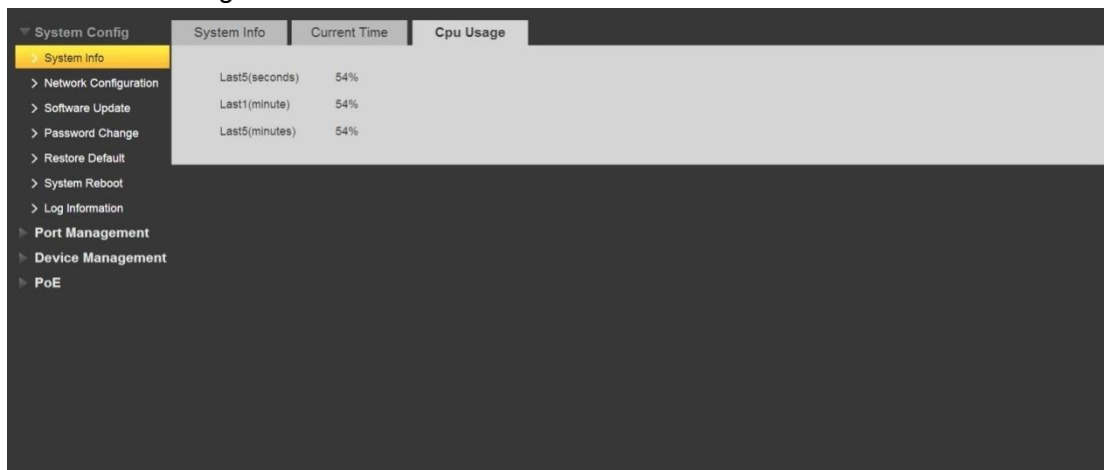 System Config
System Info
Network Configuration
Software Update
Password Change
Restore Default
System Reboot
Log Information
Port Management
Device Management
PoE
System Info Current Time Cpu Usage
Last5(seconds) 54%
Last1(minute) 54%
Last5(minutes) 54%